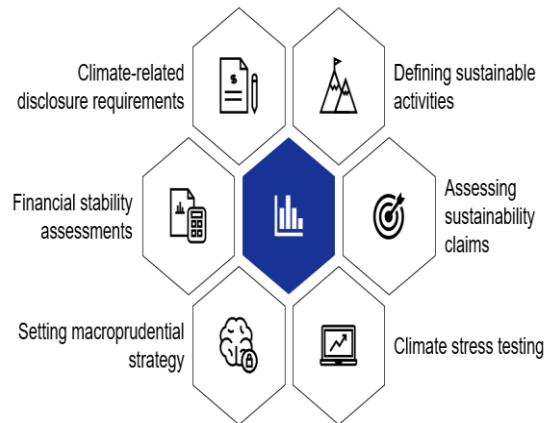 Climate-related
disclosure requirements
Defining sustainable
activities
Financial stability
assessments
Assessing
sustainability
claims
Setting macroprudential
strategy
Climate stress testing
$